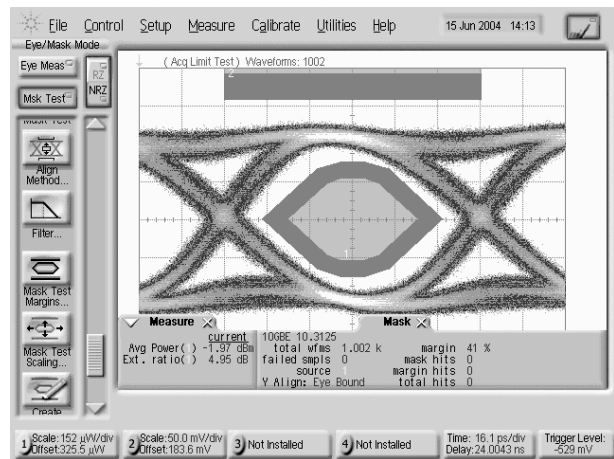 File Control Setup Measure Calibrate Utilities Help 15 Jun 2004 14:13
Eye/Mask Mode
Eye Meas
RZ
NRZ
Msk Test
( Acq Limit Test) Waveforms: 1002
2
Mask Test
Align
Method...
Filter...
Mask Test
Margins...
Mask Test
Scaling...
Create
1
Measure
current
Avg Power( ) -1.97 dBm
Ext. ratio( ) 4.95 dB
Mask
10GBE 10.3125
total wfms 1.002 k margin 41 %
failed smpls 0 mask hits 0
source 1 margin hits 0
Y Align: Eye Bound total hits 0
1 Scale:152 µW/div
Offset:325.5 µW
2 Scale:50.0 mV/div
Offset:183.6 mV
3 Not Installed
4 Not Installed
Time: 16.1 ps/div
Delay:24.0043 ns
Trigger Level:
-529 mV